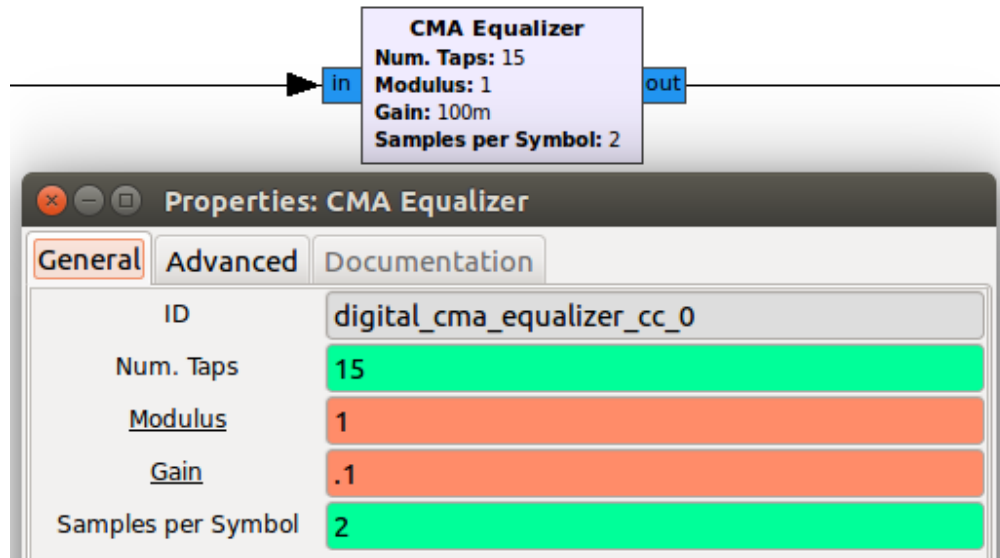 CMA Equalizer
Num. Taps: 15
in
Modulus: 1
out
Gain: 100m
Samples per Symbol: 2
Properties: CMA Equalizer
General Advanced Documentation
ID digital_cma_equalizer_cc_0
Num. Taps 15
Modulus 1
Gain .1
Samples per Symbol 2